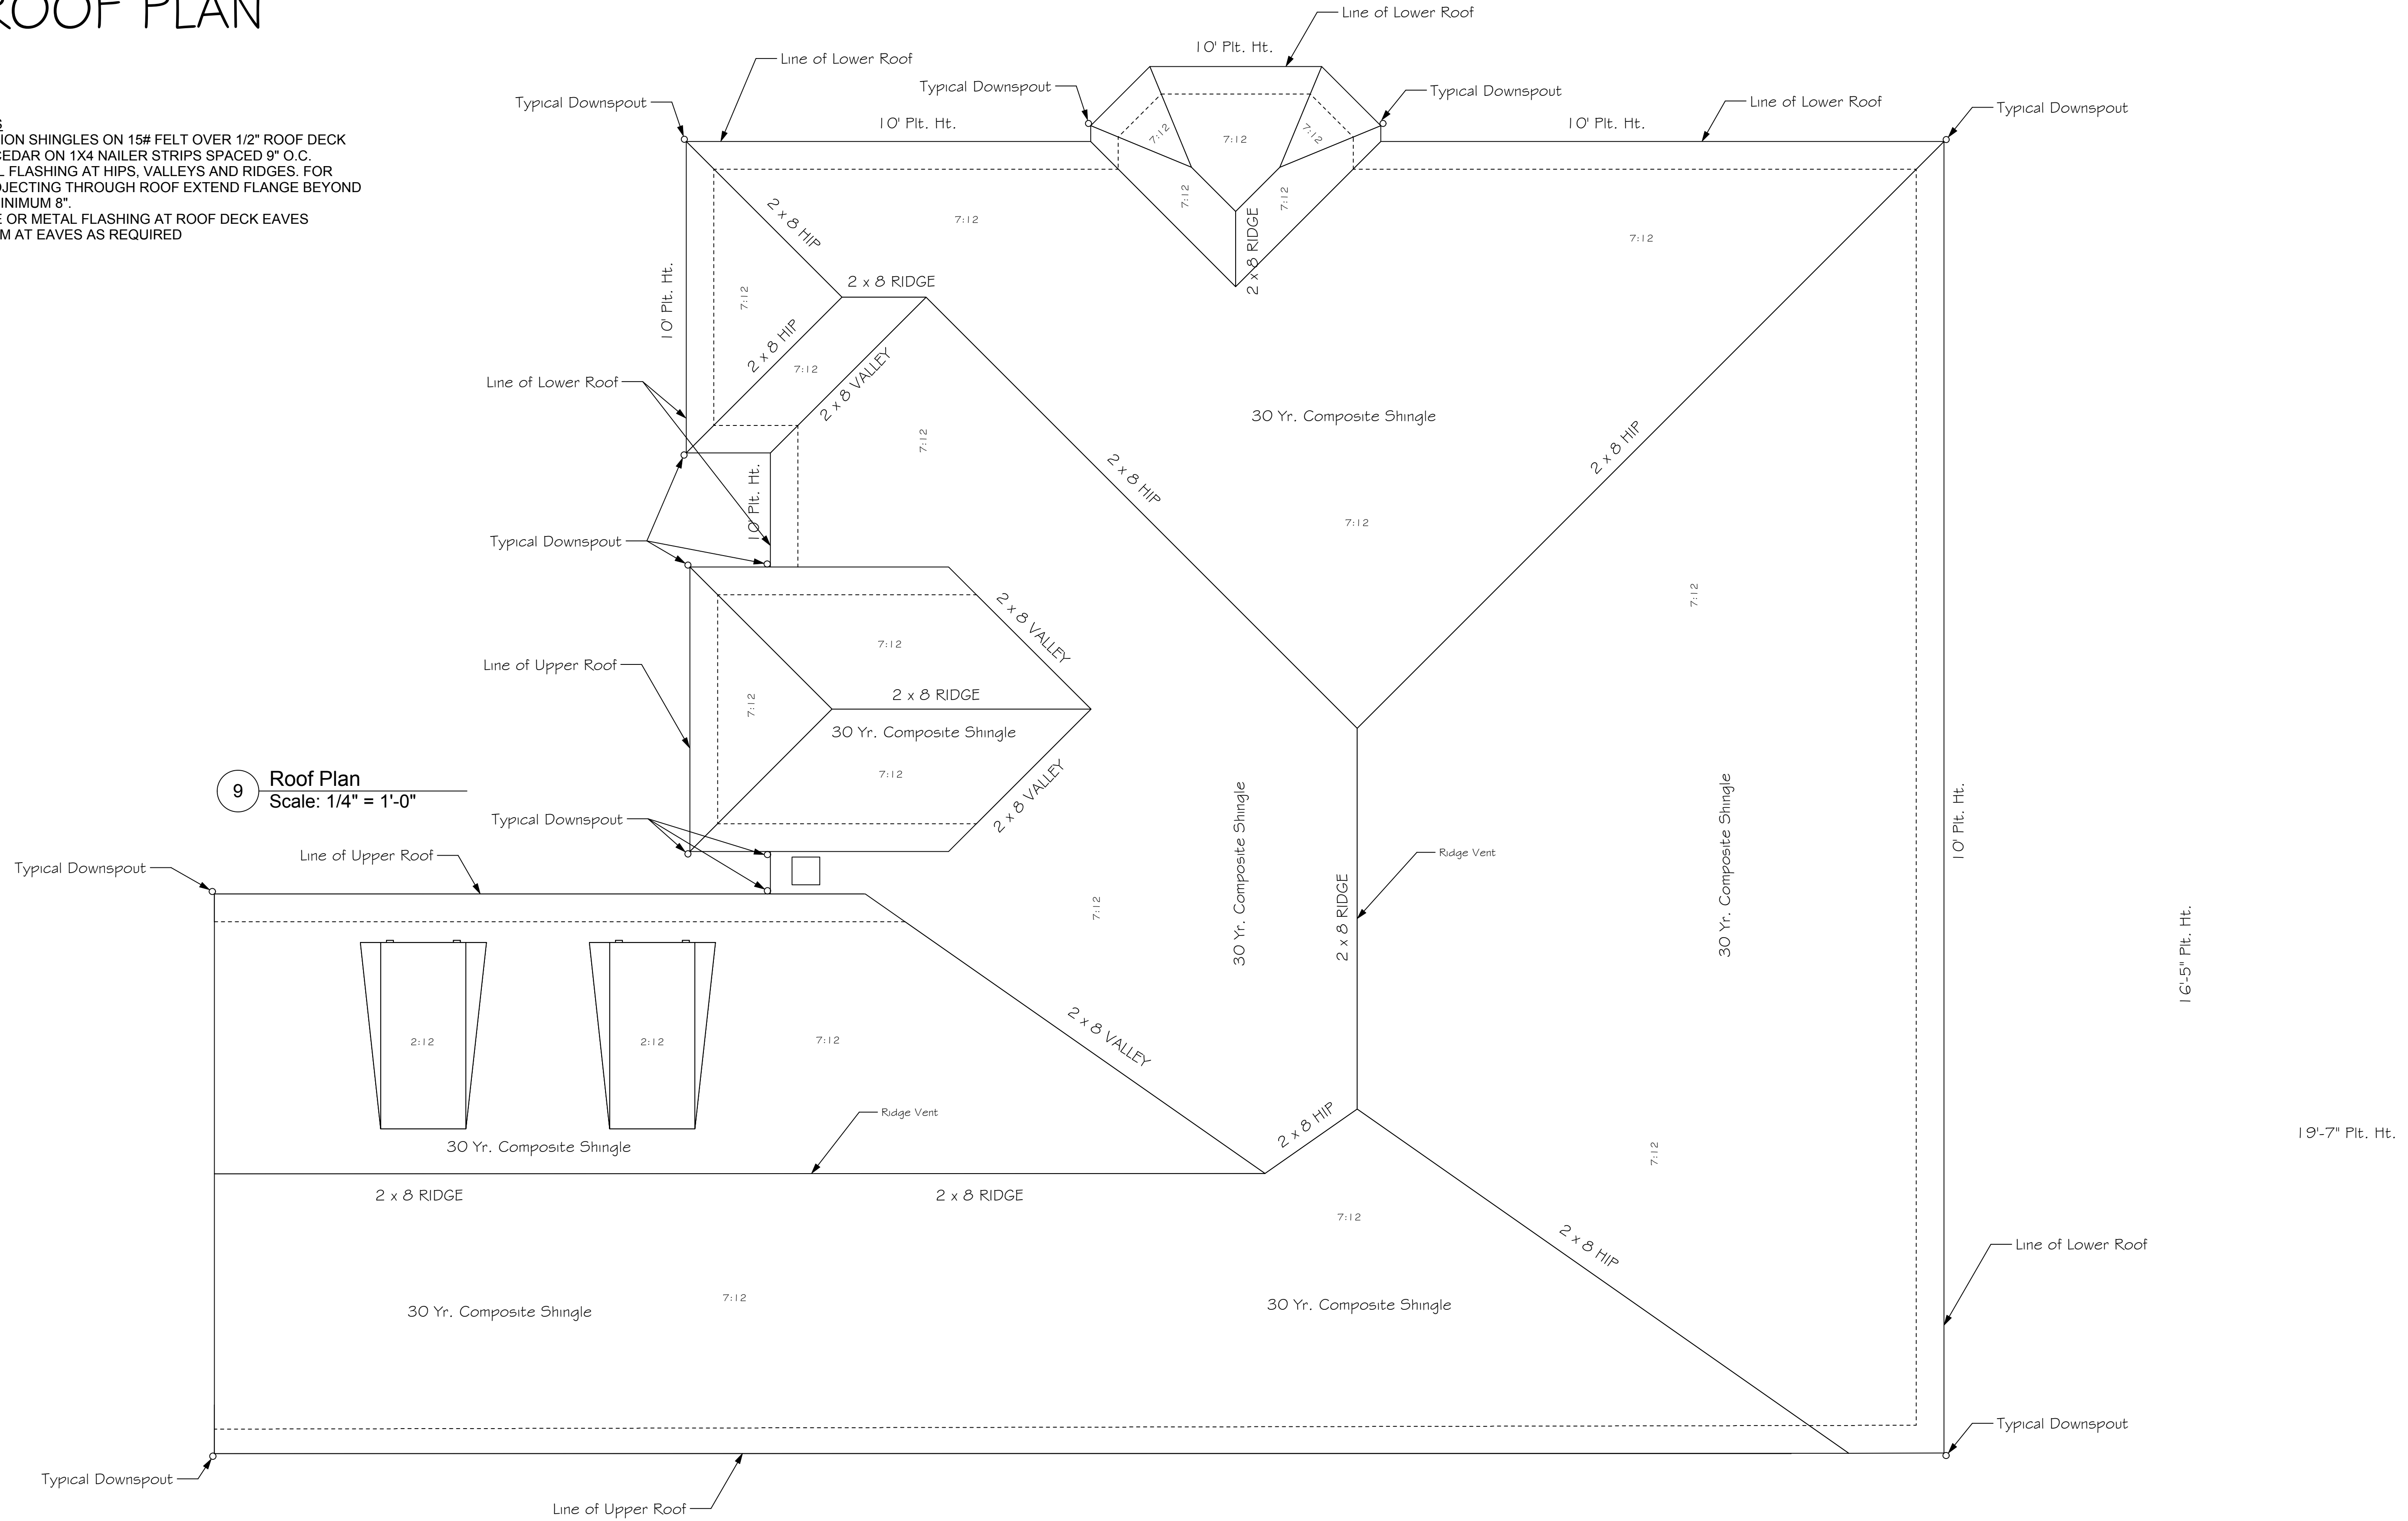 ROOF PLAN
ION SHINGLES ON 15# FELT OVER 1/2" ROOF DECK
CEDAR ON 1X4 NAILER STRIPS SPACED 9" O.C.
L FLASHING AT HIPS, VALLEYS AND RIDGES. FOR
OJECTING THROUGH ROOF EXTEND FLANGE BEYOND
INIMUM 8".
E OR METAL FLASHING AT ROOF DECK EAVES
M AT EAVES AS REQUIRED
Line of Lower Roof
10' Plt. Ht.
Line of Lower Roof
Typical Downspout
Typical Downspout
Line of Lower Roof
Typical Downspout
Typical Downspout
10' Plt. Ht.
10' Plt. Ht.
7:12
7:12
7:12
7:12
7:12
2 x 8 HIP
7:12
2 x 8 RIDGE
7:12
10' Plt. Ht.
7:12
2 x 8 RIDGE
2 x 8 HIP
7:12
2 x 8 VALLEY
Line of Lower Roof
30 Yr. Composite Shingle
7:12
2 x 8 HIP
2 x 8 HIP
10' Plt. Ht.
7:12
Typical Downspout
7:12
2 x 8 VALLEY
7:12
Line of Upper Roof
7:12
2 x 8 RIDGE
30 Yr. Composite Shingle
7:12
2 x 8 VALLEY
9
Roof Plan
Scale: 1/4" = 1'-0"
Typical Downspout
10' Plt. Ht.
30 Yr. Composite Shingle
30 Yr. Composite Shingle
Line of Upper Roof
Ridge Vent
Typical Downspout
7:12
2 x 8 RIDGE
16'-5" Plt. Ht.
2:12
2:12
7:12
2 x 8 VALLEY
Ridge Vent
2 x 8 HIP
19'-7" Plt. Ht.
30 Yr. Composite Shingle
7:12
2 x 8 RIDGE
2 x 8 RIDGE
7:12
2 x 8 HIP
Line of Lower Roof
7:12
30 Yr. Composite Shingle
30 Yr. Composite Shingle
Typical Downspout
Typical Downspout
Line of Upper Roof